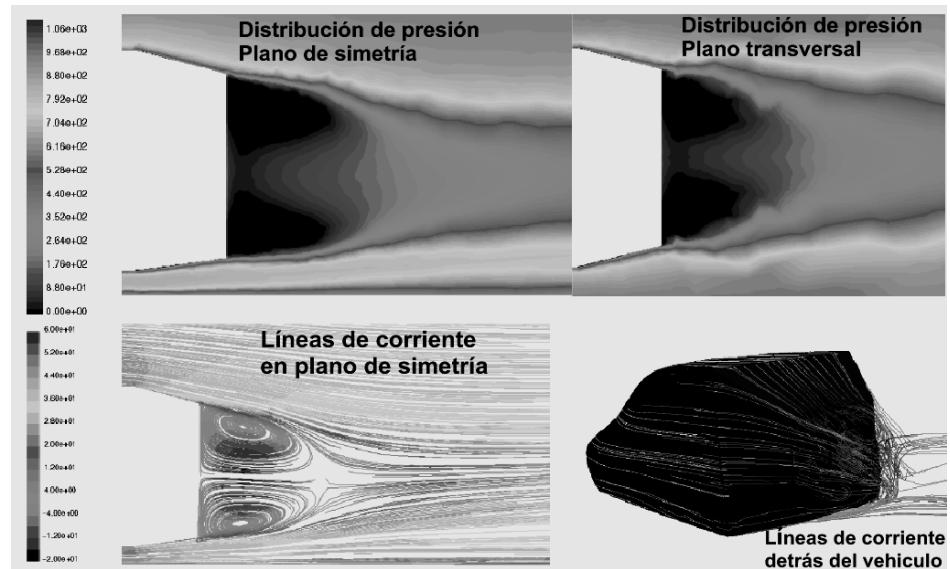 Distribución de presión
Plano de simetría
Distribución de presión
Plano transversal
1.06e+03
9.68e+02
8.80e+02
7.92e+02
7.04e+02
6.16e+02
5.28e+02
4.40e+02
3.52e+02
2.64e+02
1.76e+02
8.80e+01
0.00e+00
Líneas de corriente
en plano de simetría
6.00e+01
5.20e+01
4.40e+01
3.60e+01
2.80e+01
2.00e+01
1.20e+01
4.00e+00
-4.00e+00
-1.20e+01
-2.00e+01
Líneas de corriente
detrás del vehiculo